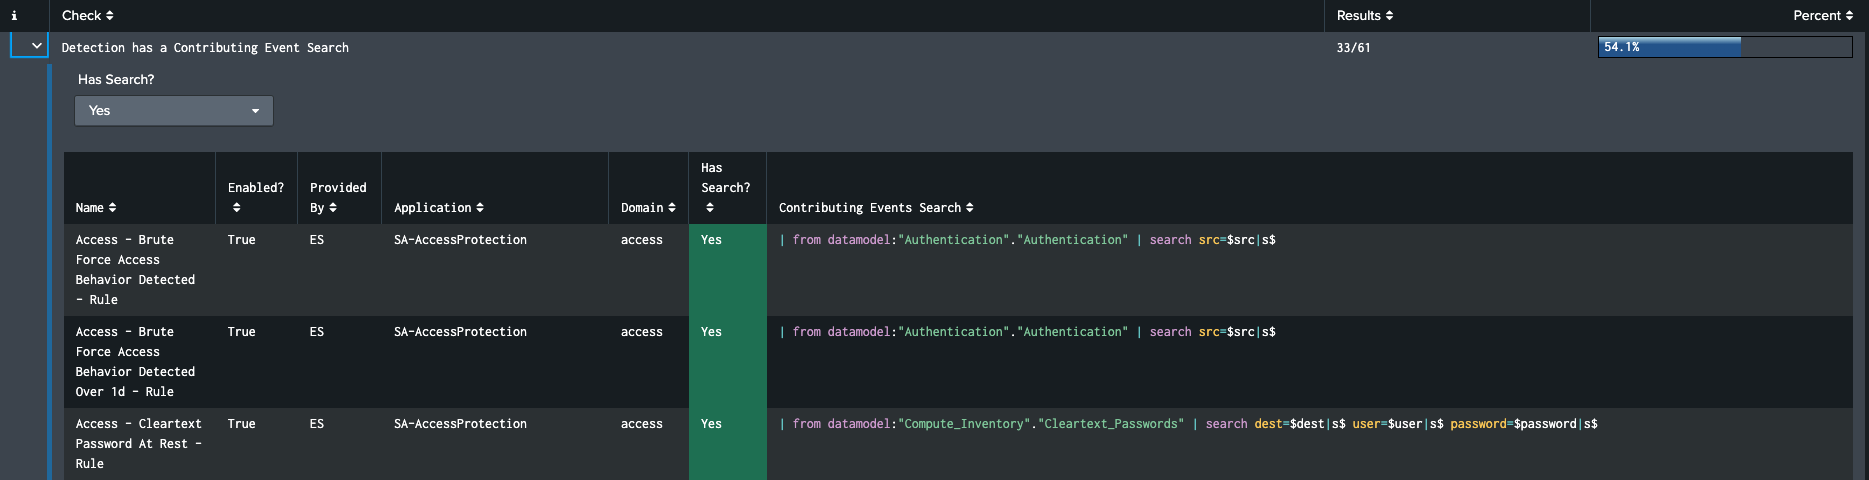 i Check Results Percent
Detection has a Contributing Event Search 33/61 54.1%
Has Search?
Yes
Name Enabled? Provided By Application Domain Has Search? Contributing Events Search
Access - Brute True ES SA-AccessProtection access Yes | from datamodel:"Authentication"."Authentication" | search src=$src|s$
Force Access
Behavior Detected
- Rule
Access - Brute True ES SA-AccessProtection access Yes | from datamodel:"Authentication"."Authentication" | search src=$src|s$
Force Access
Behavior Detected
Over 1d - Rule
Access - Cleartext True ES SA-AccessProtection access Yes | from datamodel:"Compute_Inventory"."Cleartext_Passwords" | search dest=$dest|s$ user=$user|s$ password=$password|s$
Password At Rest -
Rule